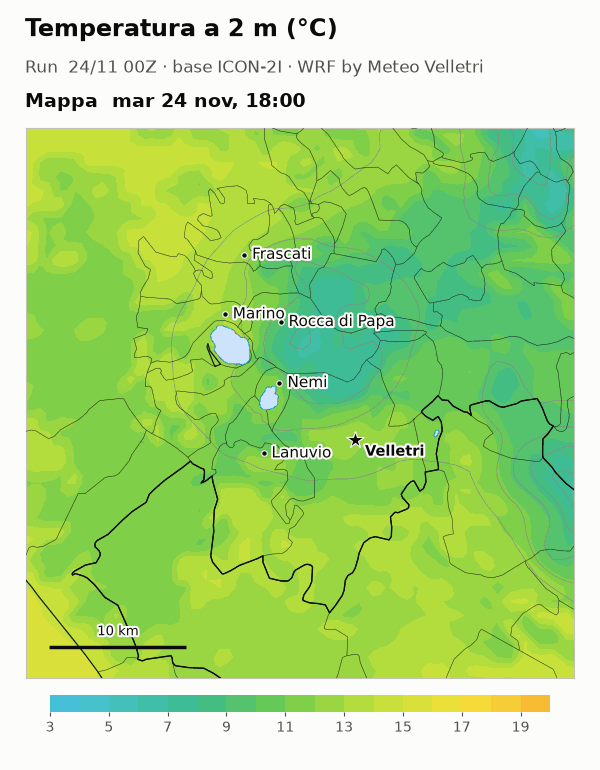 Temperatura a 2 m (°C)
Run  24/11 00Z · base ICON-2I · WRF by Meteo Velletri
Mappa  mar 24 nov, 18:00
Frascati
Marino
Rocca di Papa
Nemi
Velletri
Lanuvio
10 km
3 5 7 9 11 13 15 17 19